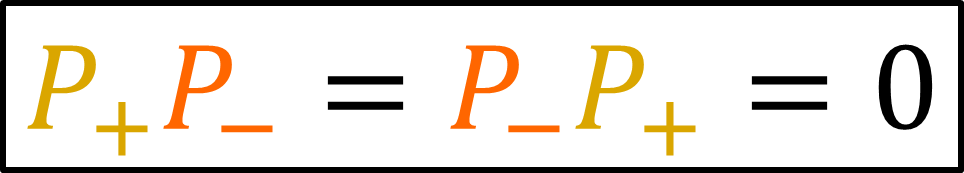 P₊P₋ = P₋P₊ = 0